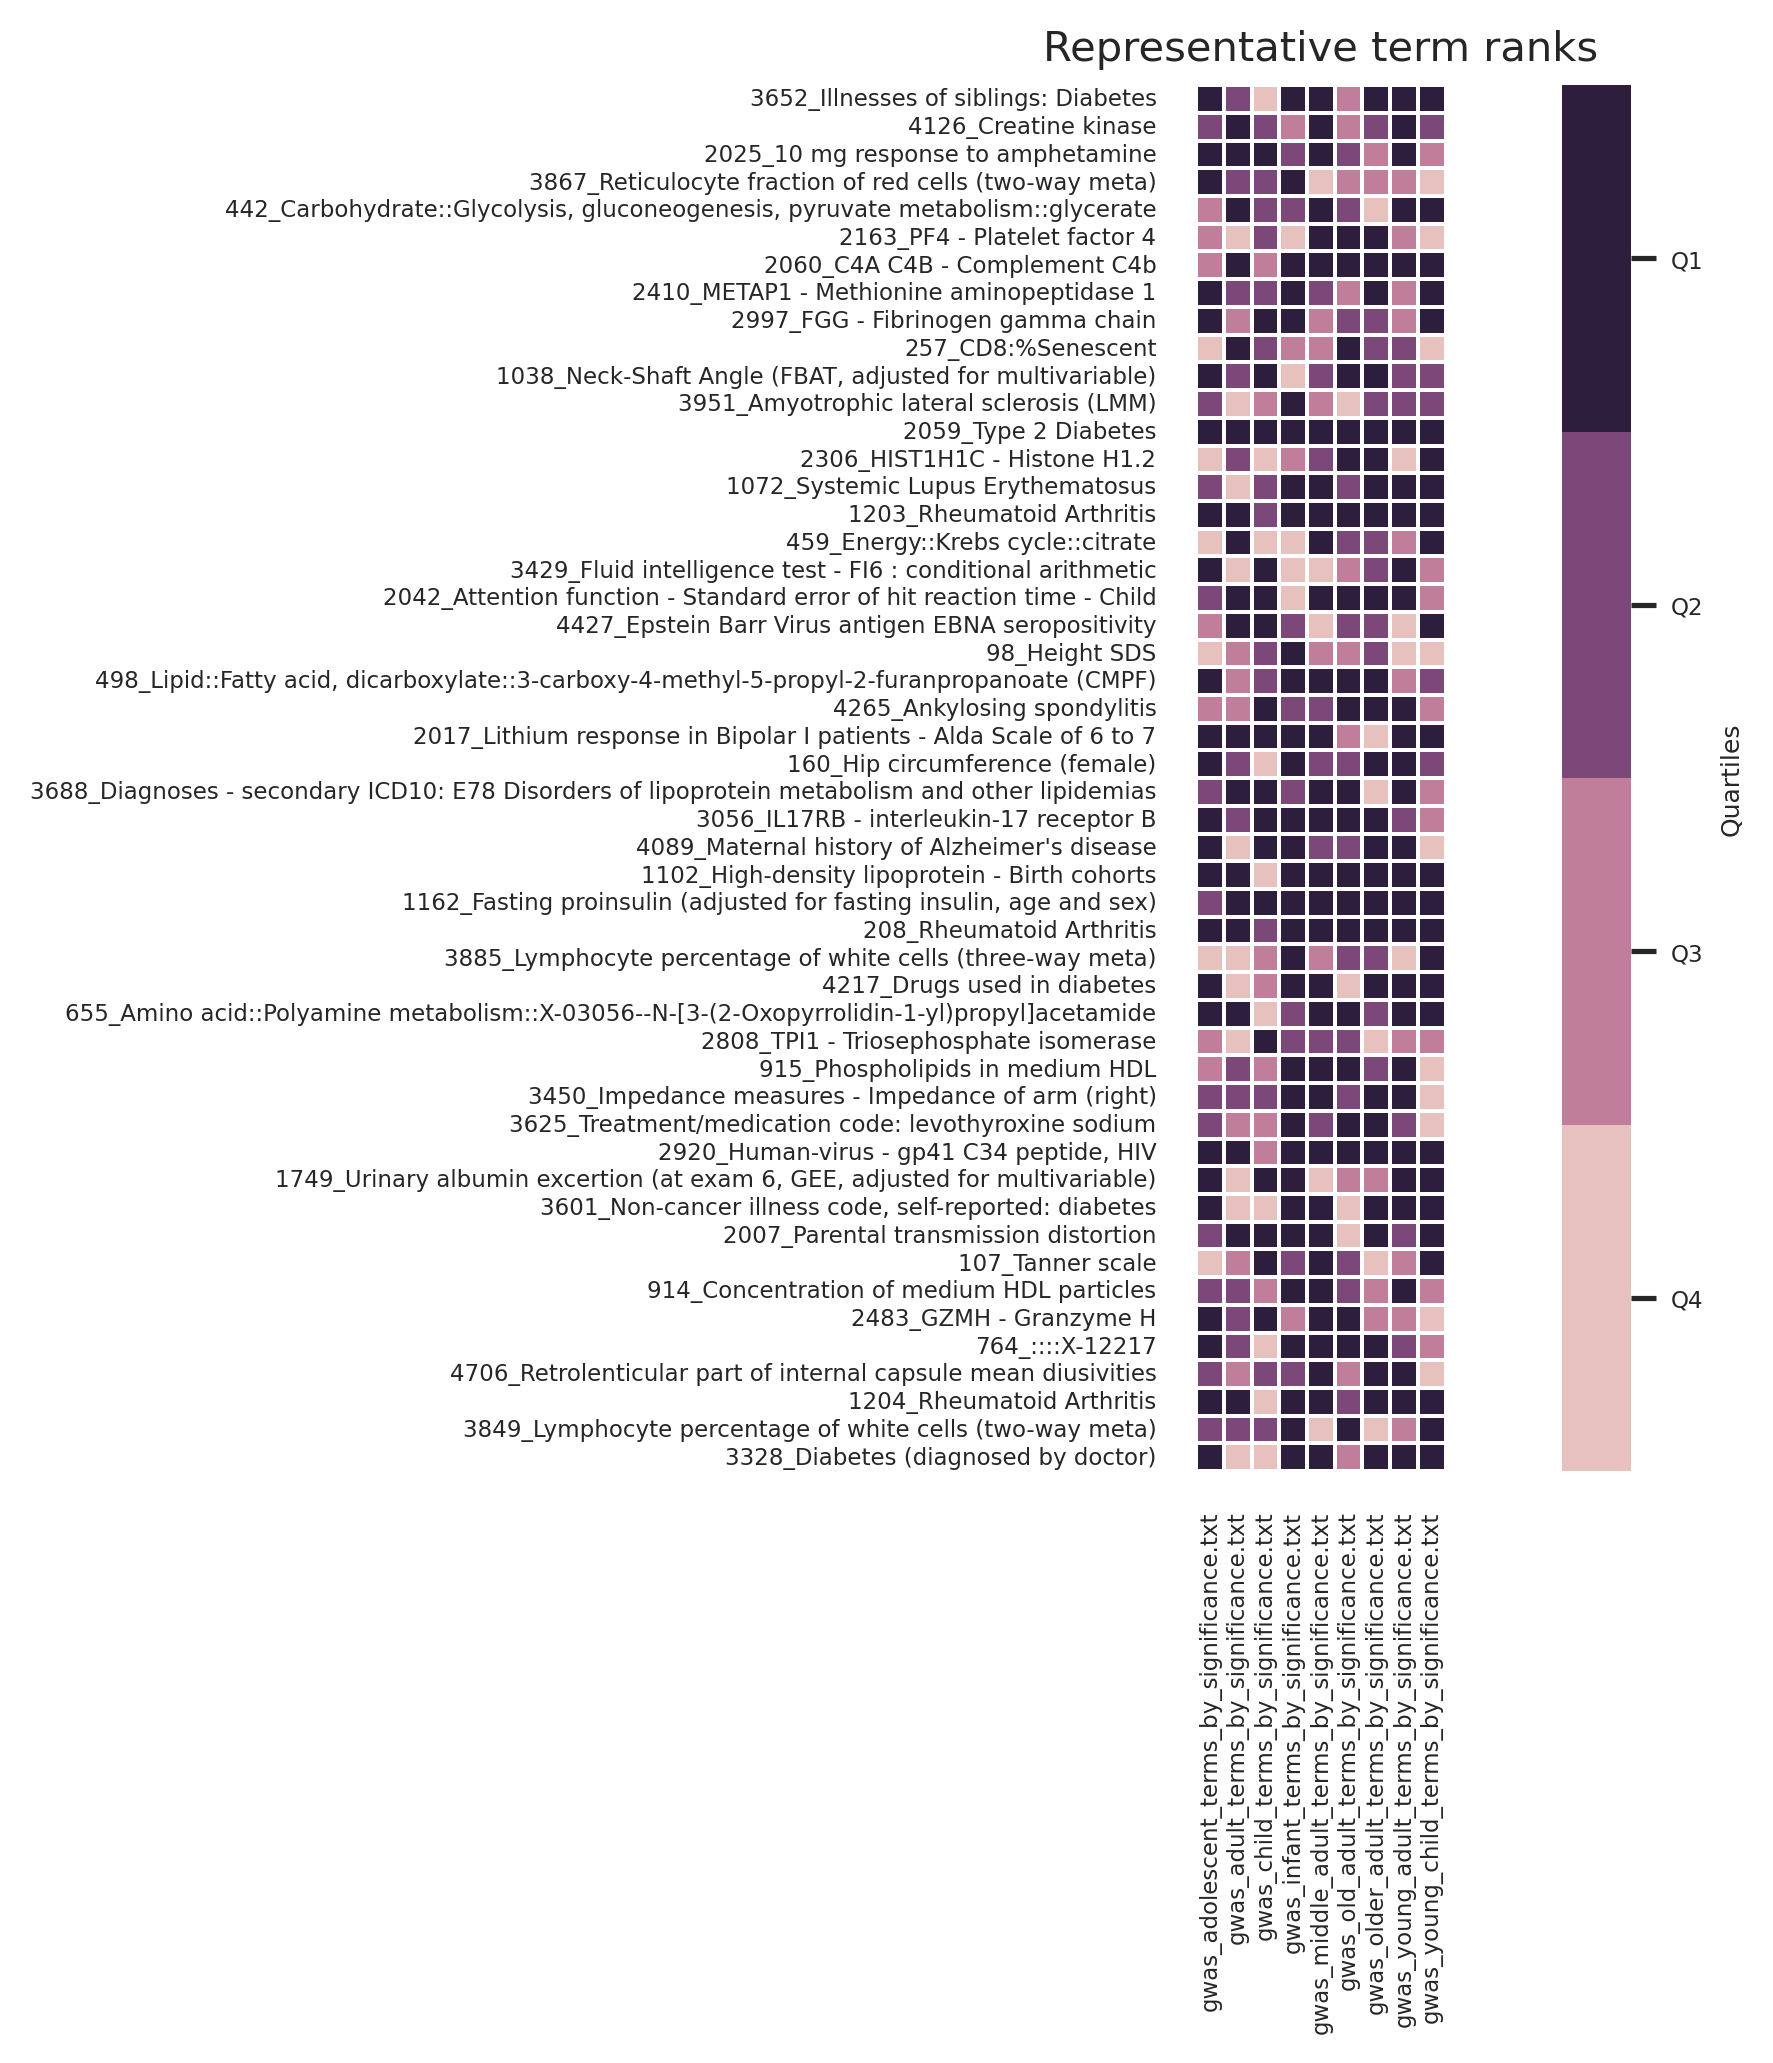 Representative term ranks
3652_Illnesses of siblings: Diabetes
4126_Creatine kinase
2025_10 mg response to amphetamine
3867_Reticulocyte fraction of red cells (two-way meta)
442_Carbohydrate::Glycolysis, gluconeogenesis, pyruvate metabolism::glycerate
2163_PF4 - Platelet factor 4
2060_C4A C4B - Complement C4b
2410_METAP1 - Methionine aminopeptidase 1
2997_FGG - Fibrinogen gamma chain
257_CD8:%Senescent
1038_Neck-Shaft Angle (FBAT, adjusted for multivariable)
3951_Amyotrophic lateral sclerosis (LMM)
2059_Type 2 Diabetes
2306_HIST1H1C - Histone H1.2
1072_Systemic Lupus Erythematosus
1203_Rheumatoid Arthritis
459_Energy::Krebs cycle::citrate
3429_Fluid intelligence test - FI6 : conditional arithmetic
2042_Attention function - Standard error of hit reaction time - Child
4427_Epstein Barr Virus antigen EBNA seropositivity
98_Height SDS
498_Lipid::Fatty acid, dicarboxylate::3-carboxy-4-methyl-5-propyl-2-furanpropanoate (CMPF)
4265_Ankylosing spondylitis
2017_Lithium response in Bipolar I patients - Alda Scale of 6 to 7
160_Hip circumference (female)
3688_Diagnoses - secondary ICD10: E78 Disorders of lipoprotein metabolism and other lipidemias
3056_IL17RB - interleukin-17 receptor B
4089_Maternal history of Alzheimer's disease
1102_High-density lipoprotein - Birth cohorts
1162_Fasting proinsulin (adjusted for fasting insulin, age and sex)
208_Rheumatoid Arthritis
3885_Lymphocyte percentage of white cells (three-way meta)
4217_Drugs used in diabetes
655_Amino acid::Polyamine metabolism::X-03056--N-[3-(2-Oxopyrrolidin-1-yl)propyl]acetamide
2808_TPI1 - Triosephosphate isomerase
915_Phospholipids in medium HDL
3450_Impedance measures - Impedance of arm (right)
3625_Treatment/medication code: levothyroxine sodium
2920_Human-virus - gp41 C34 peptide, HIV
1749_Urinary albumin excertion (at exam 6, GEE, adjusted for multivariable)
3601_Non-cancer illness code, self-reported: diabetes
2007_Parental transmission distortion
107_Tanner scale
914_Concentration of medium HDL particles
2483_GZMH - Granzyme H
764_::::X-12217
4706_Retrolenticular part of internal capsule mean diusivities
1204_Rheumatoid Arthritis
3849_Lymphocyte percentage of white cells (two-way meta)
3328_Diabetes (diagnosed by doctor)
gwas_adolescent_terms_by_significance.txt
gwas_adult_terms_by_significance.txt
gwas_child_terms_by_significance.txt
gwas_infant_terms_by_significance.txt
gwas_middle_adult_terms_by_significance.txt
gwas_old_adult_terms_by_significance.txt
gwas_older_adult_terms_by_significance.txt
gwas_young_adult_terms_by_significance.txt
gwas_young_child_terms_by_significance.txt
Q1
Q2
Q3
Q4
Quartiles